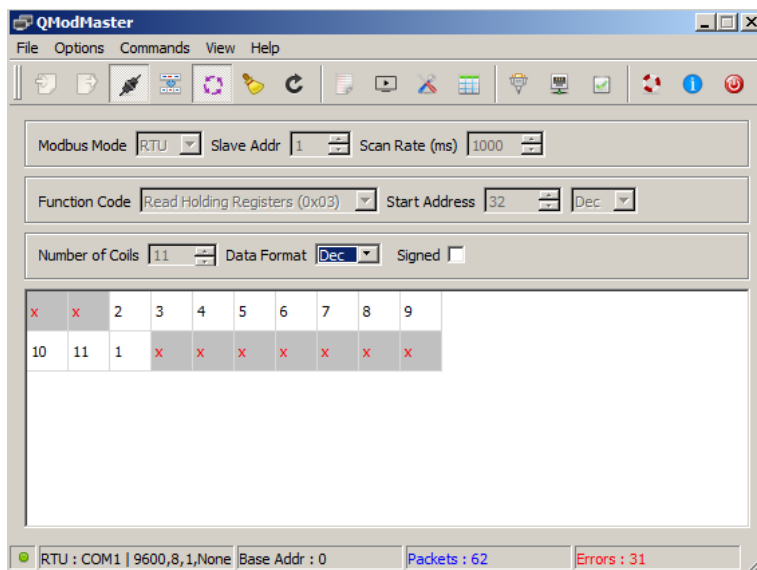 QModMaster
File Options Commands View Help
Modbus Mode RTU Slave Addr 1 Scan Rate (ms) 1000
Function Code Read Holding Registers (0x03) Start Address 32 Dec
Number of Coils 11 Data Format Dec Signed
x x 2 3 4 5 6 7 8 9
10 11 1 x x x x x x x
RTU : COM1 | 9600,8,1,None Base Addr : 0 Packets : 62 Errors : 31